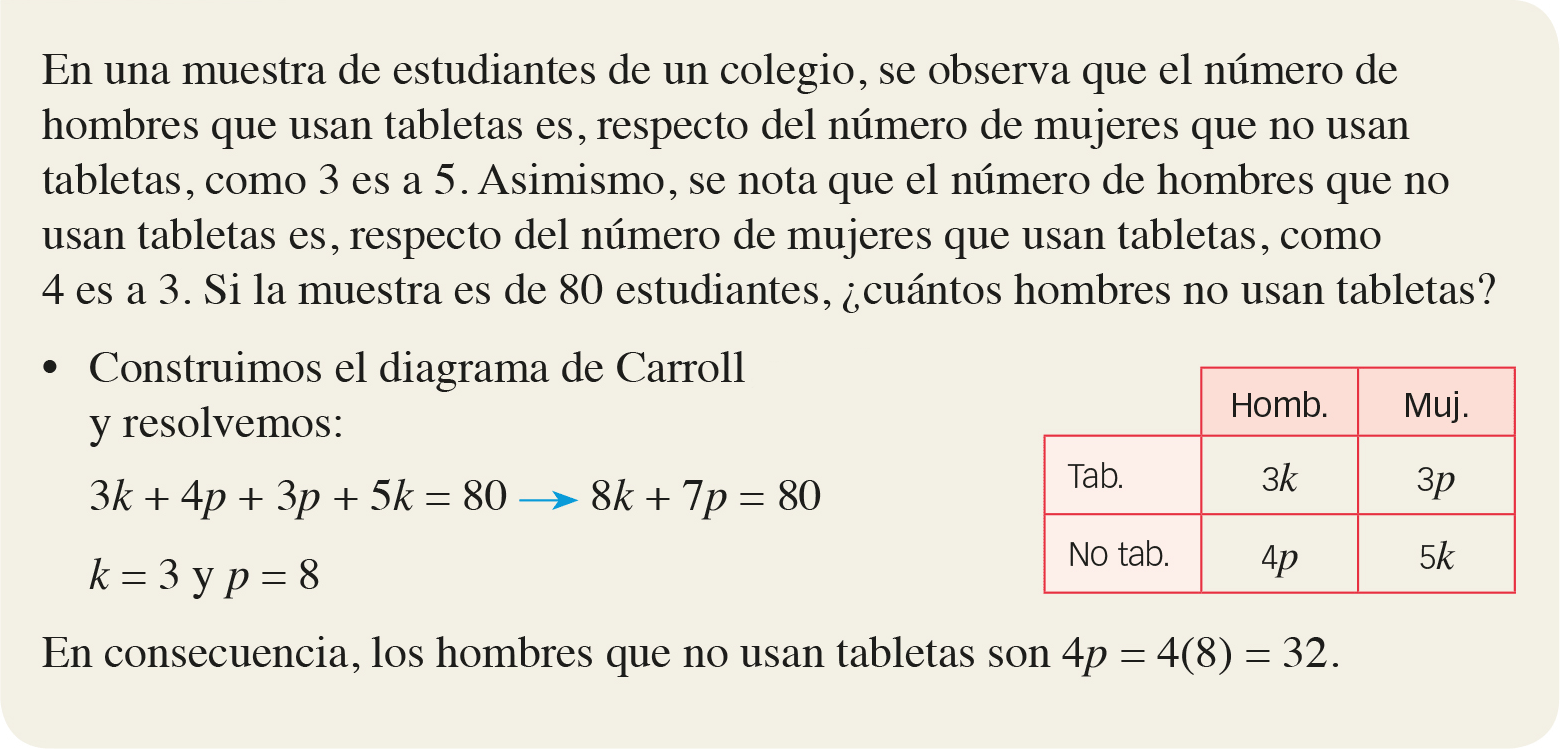 En una muestra de estudiantes de un colegio, se observa que el número de
hombres que usan tabletas es, respecto del número de mujeres que no usan
tabletas, como 3 es a 5. Asimismo, se nota que el número de hombres que no
usan tabletas es, respecto del número de mujeres que usan tabletas, como
4 es a 3. Si la muestra es de 80 estudiantes, ¿cuántos hombres no usan tabletas?
• Construimos el diagrama de Carroll
y resolvemos:
3k + 4p + 3p + 5k = 80 → 8k + 7p = 80
k = 3 y p = 8
Homb. Muj.
Tab. 3k 3p
No tab. 4p 5k
En consecuencia, los hombres que no usan tabletas son 4p = 4(8) = 32.